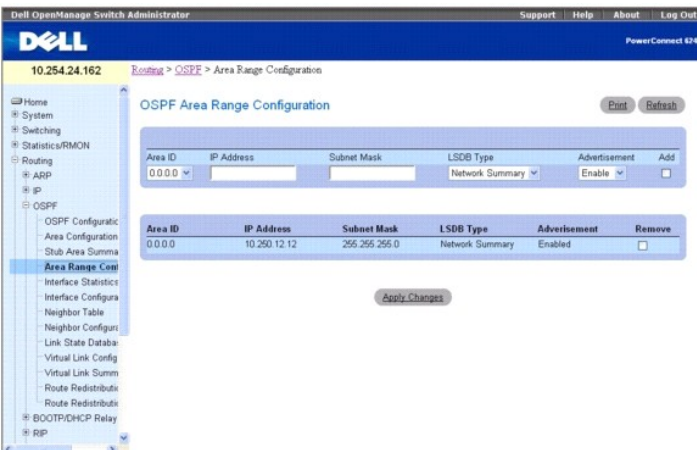 Dell OpenManage Switch Administrator Support Help About Log Out
DELL
PowerConnect 624
10.254.24.162
Routing > OSPF > Area Range Configuration
Home
System
Switching
Statistics/RMON
Routing
ARP
IP
OSPF
OSPF Configuratic
Area Configuration
Stub Area Summa
Area Range Conf
Interface Statistics
Interface Configura
Neighbor Table
Neighbor Configura
Link State Databas
Virtual Link Config
Virtual Link Summ
Route Redistributic
Route Redistributic
BOOTP/DHCP Relay
RIP
OSPF Area Range Configuration
Print Refresh
Area ID IP Address Subnet Mask LSDB Type Advertisement Add
0.0.0.0 Network Summary Enable
Area ID IP Address Subnet Mask LSDB Type Adverisement Remove
0.0.0.0 10.250.12.12 255.255.255.0 Network Summary Enabled
Apply Changes